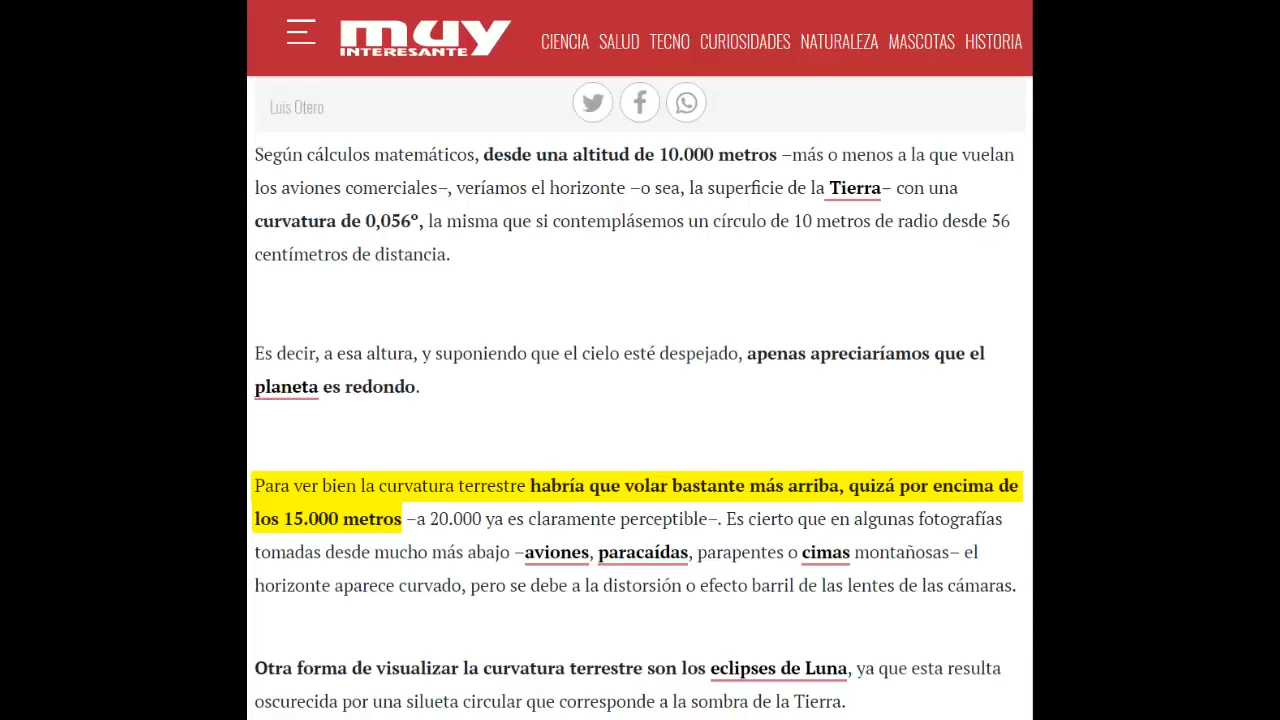 muy
INTERESANTE
CIENCIA SALUD TECNO CURIOSIDADES NATURALEZA MASCOTAS HISTORIA
Luis Otero
Según cálculos matemáticos, desde una altitud de 10.000 metros –más o menos a la que vuelan
los aviones comerciales–, veríamos el horizonte –o sea, la superficie de la Tierra– con una
curvatura de 0,056º, la misma que si contemplásemos un círculo de 10 metros de radio desde 56
centímetros de distancia.
Es decir, a esa altura, y suponiendo que el cielo esté despejado, apenas apreciaríamos que el
planeta es redondo.
Para ver bien la curvatura terrestre habría que volar bastante más arriba, quizá por encima de
los 15.000 metros –a 20.000 ya es claramente perceptible–. Es cierto que en algunas fotografías
tomadas desde mucho más abajo –aviones, paracaídas, parapentes o cimas montañosas– el
horizonte aparece curvado, pero se debe a la distorsión o efecto barril de las lentes de las cámaras.
Otra forma de visualizar la curvatura terrestre son los eclipses de Luna, ya que esta resulta
oscurecida por una silueta circular que corresponde a la sombra de la Tierra.